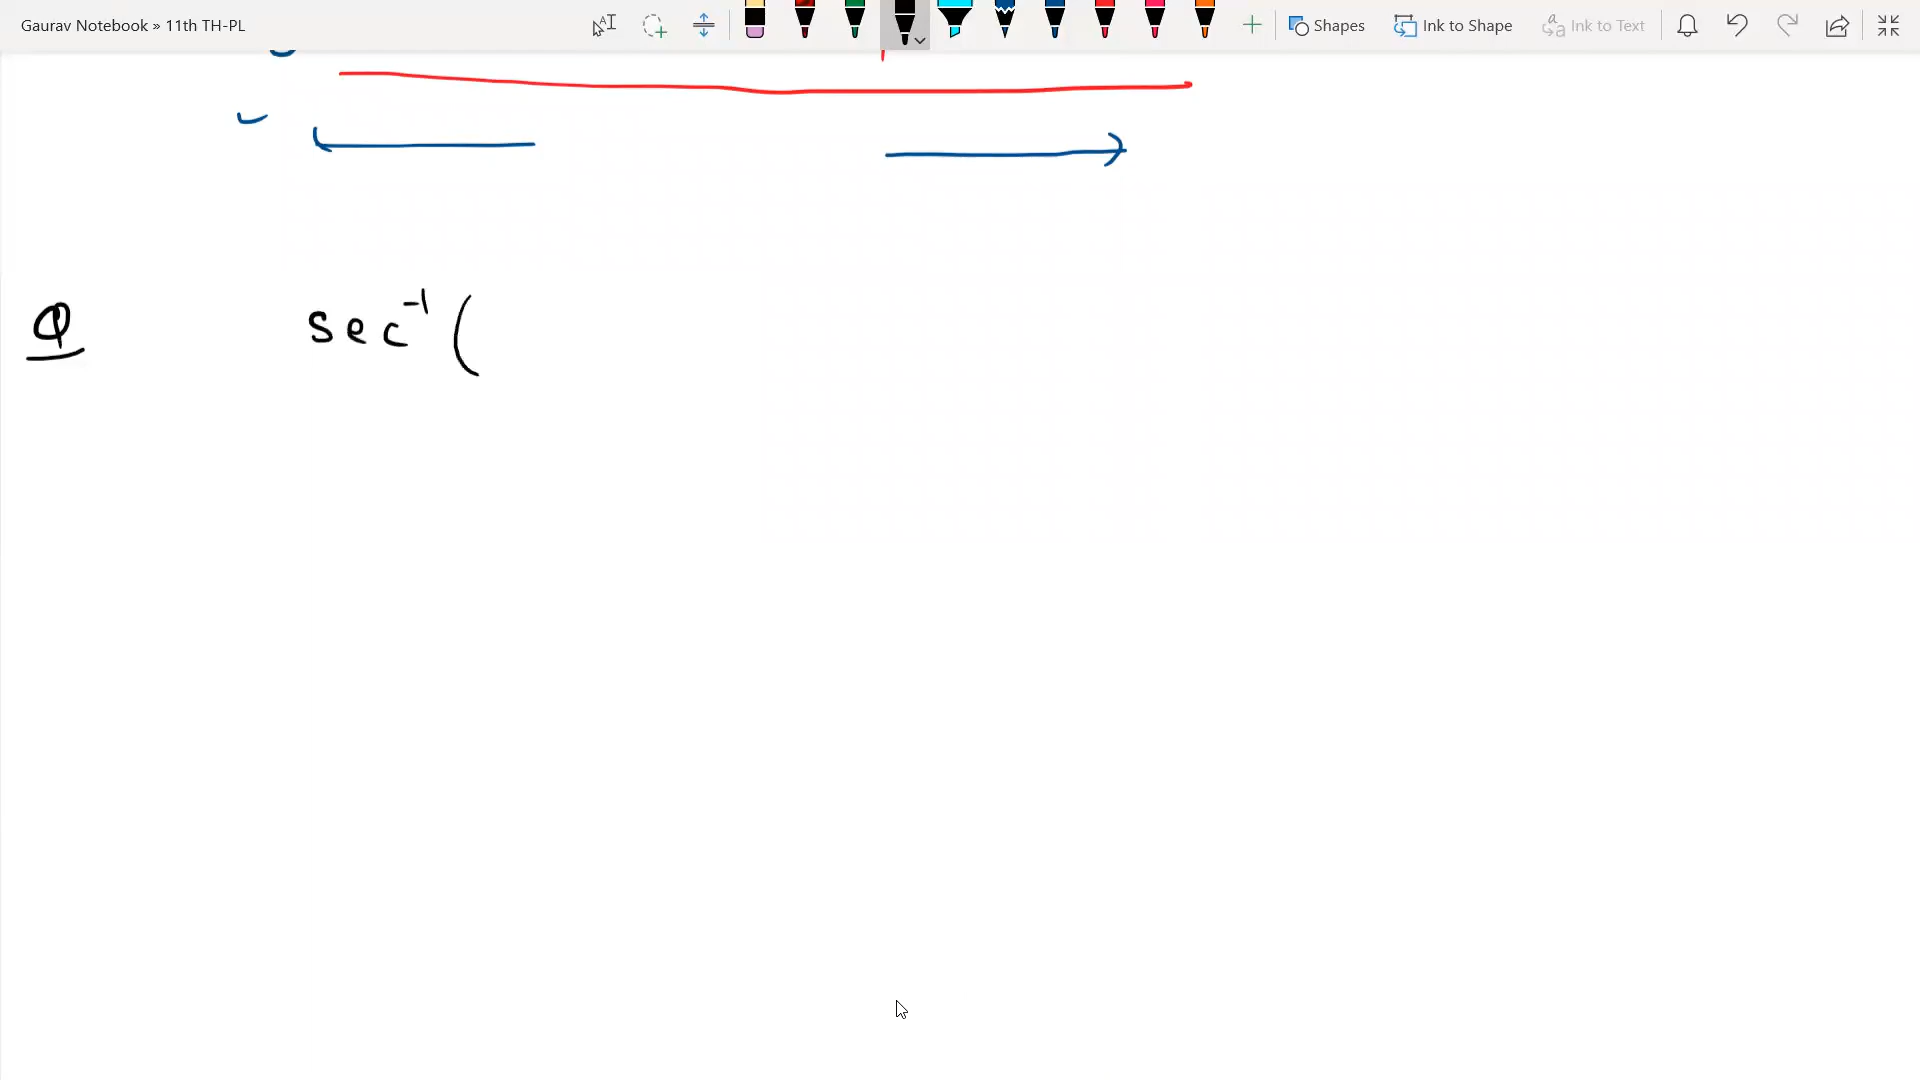 Gaurav Notebook » 11th TH-PL
Shapes
Ink to Shape
Ink to Text
Q sec⁻¹ (